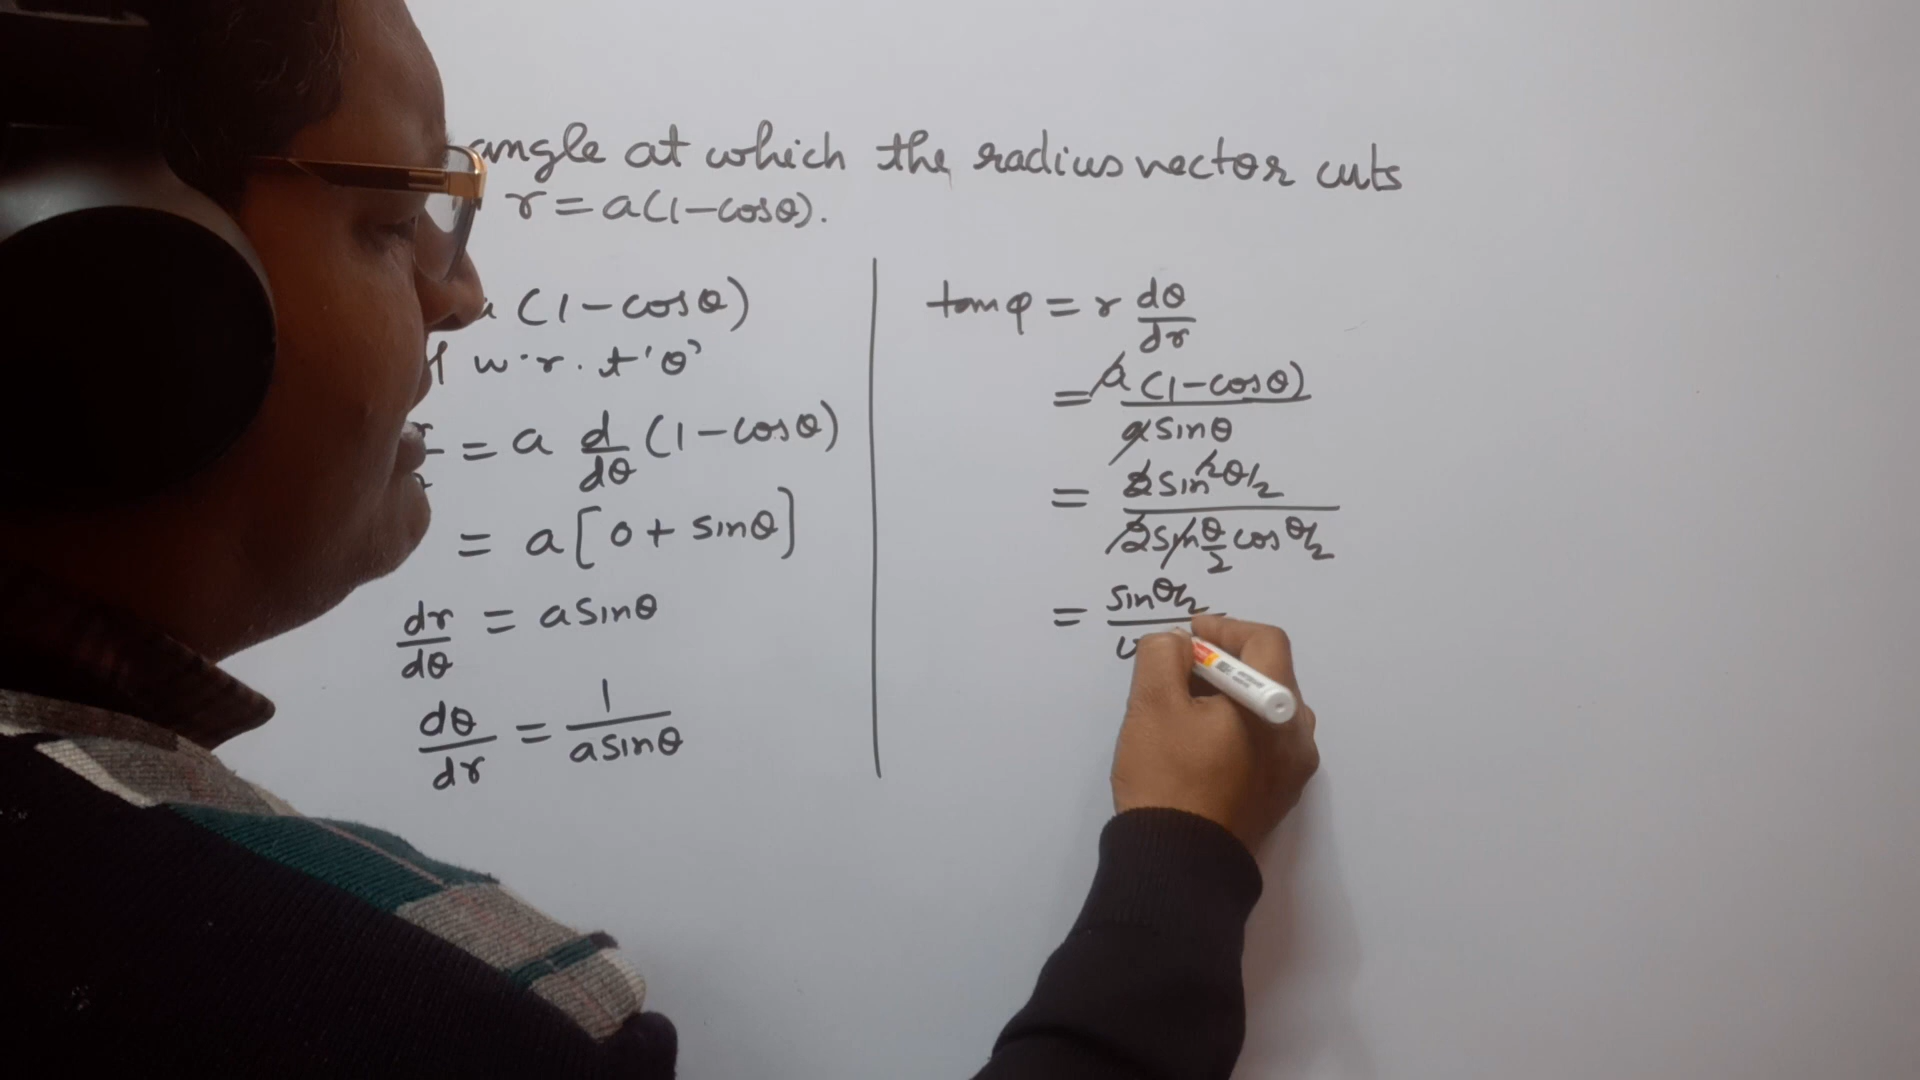 angle at which the radius vector cuts
r = a(1-cosθ).
(1-cosθ)
w.r.t 'θ'
= a d/dθ (1-cosθ)
= a[0 + sinθ]
dr/dθ = a sinθ
dθ/dr = 1/(a sinθ)
tanφ = r dθ/dr
= a(1-cosθ)/(a sinθ)
= 2 sin²θ/2 / (2 sin θ/2 cos θ/2)
= sin θ/2